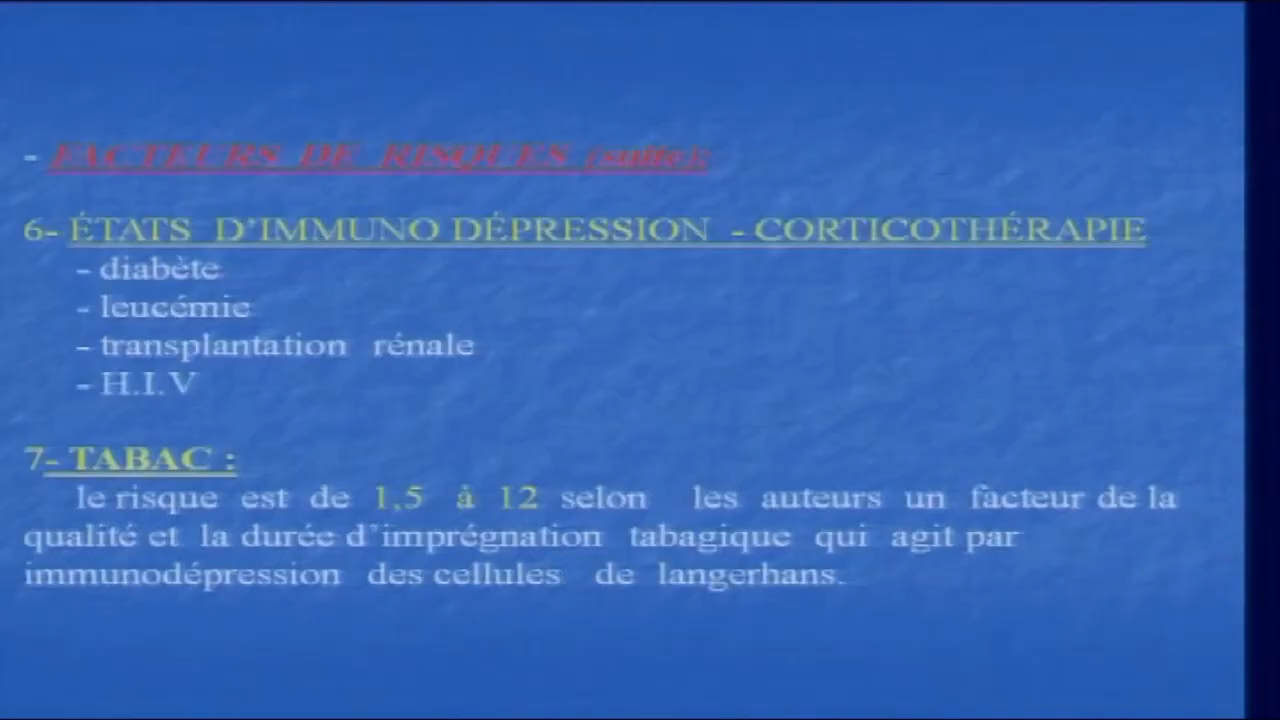 - FACTEURS DE RISQUES (suite):
6- ÉTATS D'IMMUNO DÉPRESSION - CORTICOTHÉRAPIE
- diabète
- leucémie
- transplantation rénale
- H.I.V
7- TABAC :
le risque est de 1,5 à 12 selon les auteurs un facteur de la
qualité et la durée d'imprégnation tabagique qui agit par
immunodépression des cellules de langerhans.